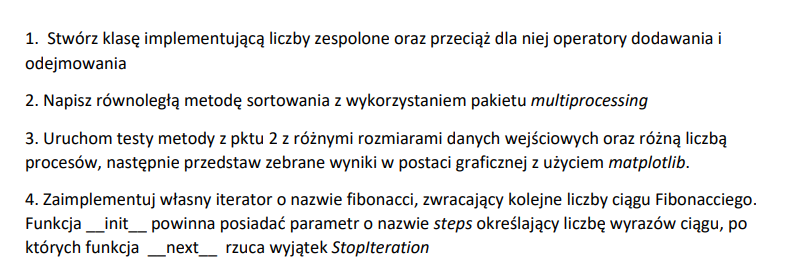 1. Stwórz klasę implementującą liczby zespolone oraz przeciąż dla niej operatory dodawania i
odejmowania
2. Napisz równoległą metodę sortowania z wykorzystaniem pakietu multiprocessing
3. Uruchom testy metody z pktu 2 z różnymi rozmiarami danych wejściowych oraz różną liczbą
procesów, następnie przedstaw zebrane wyniki w postaci graficznej z użyciem matplotlib.
4. Zaimplementuj własny iterator o nazwie fibonacci, zwracający kolejne liczby ciągu Fibonacciego.
Funkcja __init__ powinna posiadać parametr o nazwie steps określający liczbę wyrazów ciągu, po
których funkcja __next__ rzuca wyjątek StopIteration